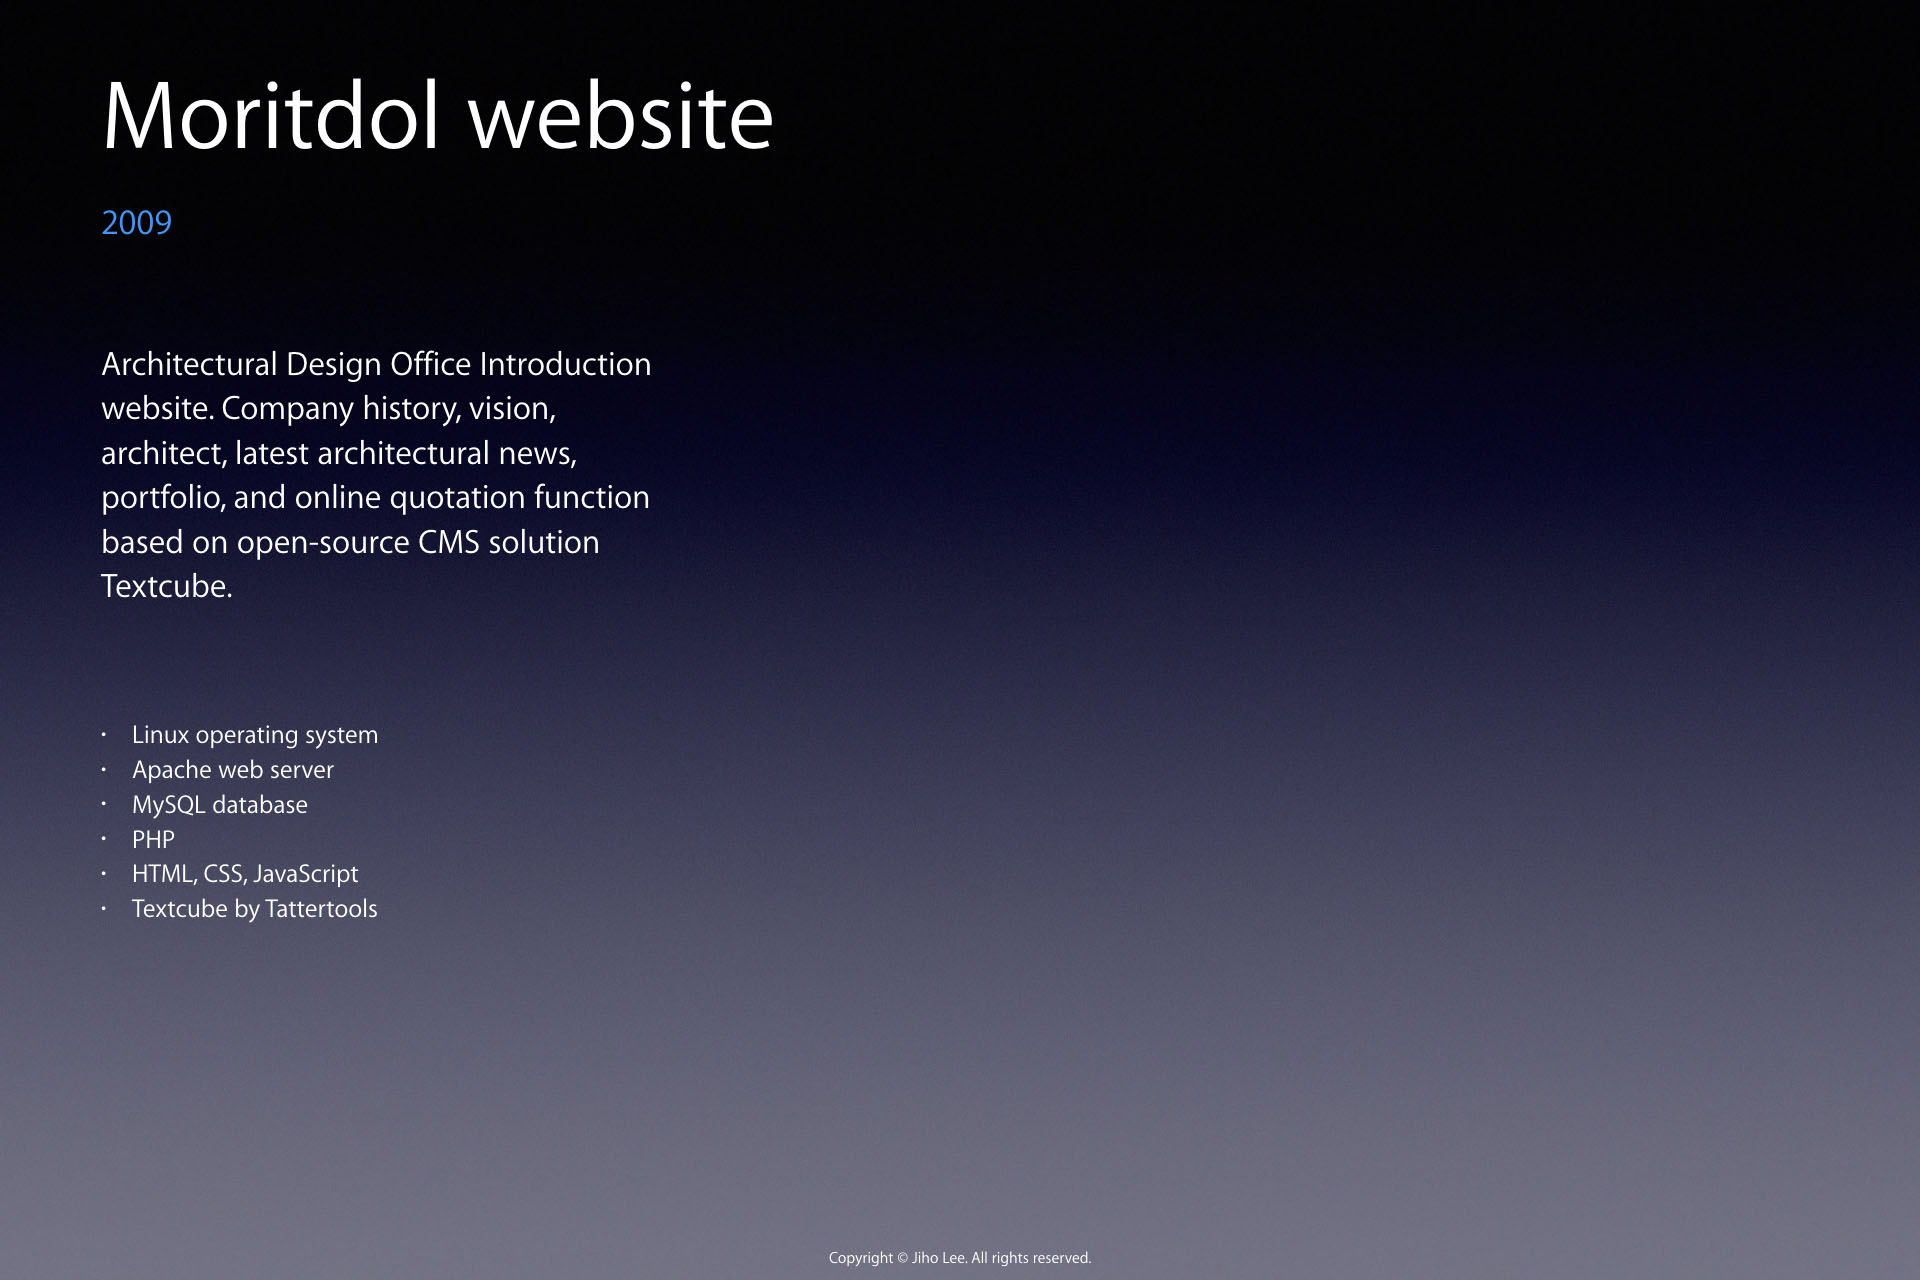 Moritdol website
2009
Architectural Design Office Introduction
website. Company history, vision,
architect, latest architectural news,
portfolio, and online quotation function
based on open-source CMS solution
Textcube.
• Linux operating system
• Apache web server
• MySQL database
• PHP
• HTML, CSS, JavaScript
• Textcube by Tattertools
Copyright © Jiho Lee. All rights reserved.